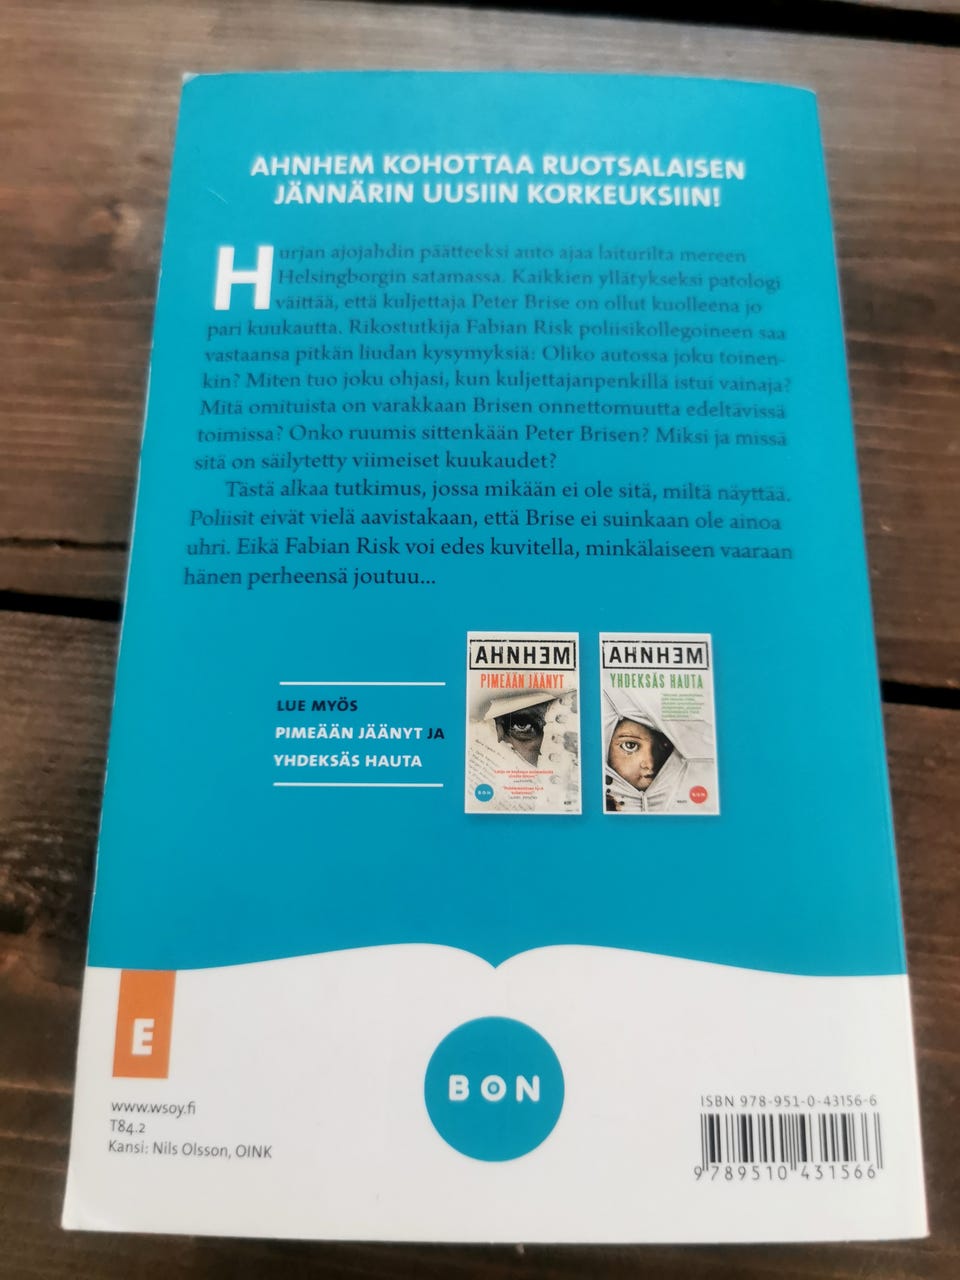 AHNHEM KOHOTTAA RUOTSALAISEN
JÄNNÄRIN UUSIIN KORKEUKSIIN!
Hurjan ajojahdin päätteeksi auto ajaa laiturilta mereen
Helsingborgin satamassa. Kaikkien yllätykseksi patologi
väittää, että kuljettaja Peter Brise on ollut kuolleena jo
pari kuukautta. Rikostutkija Fabian Risk poliisikollegoineen saa
vastaansa pitkän liudan kysymyksiä: Oliko autossa joku toinen-
kin? Miten tuo joku ohjasi, kun kuljettajanpenkillä istui vainaja?
Mitä omituista on varakkaan Brisen onnettomuutta edeltävissä
toimissa? Onko ruumis sittenkään Peter Brisen? Miksi ja missä
sitä on säilytetty viimeiset kuukaudet?
Tästä alkaa tutkimus, jossa mikään ei ole sitä, miltä näyttää.
Poliisit eivät vielä aavistakaan, että Brise ei suinkaan ole ainoa
uhri. Eikä Fabian Risk voi edes kuvitella, minkälaiseen vaaraan
hänen perheensä joutuu...
LUE MYÖS
PIMEÄÄN JÄÄNYT JA
YHDEKSÄS HAUTA
AHNHEM
PIMEÄÄN JÄÄNYT
BON
AHNHEM
YHDEKSÄS HAUTA
BON
E
BON
www.wsoy.fi
T84.2
Kansi: Nils Olsson, OINK
ISBN 978-951-0-43156-6
9 789510 431566